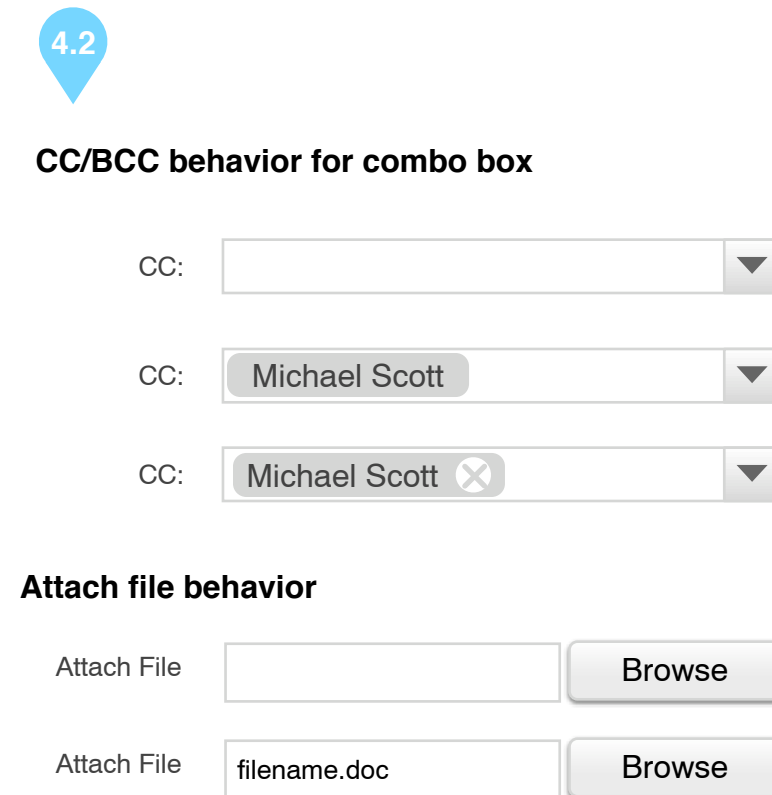 4.2
CC/BCC behavior for combo box
CC:
CC: Michael Scott
CC: Michael Scott
Attach file behavior
Attach File Browse
Attach File filename.doc Browse